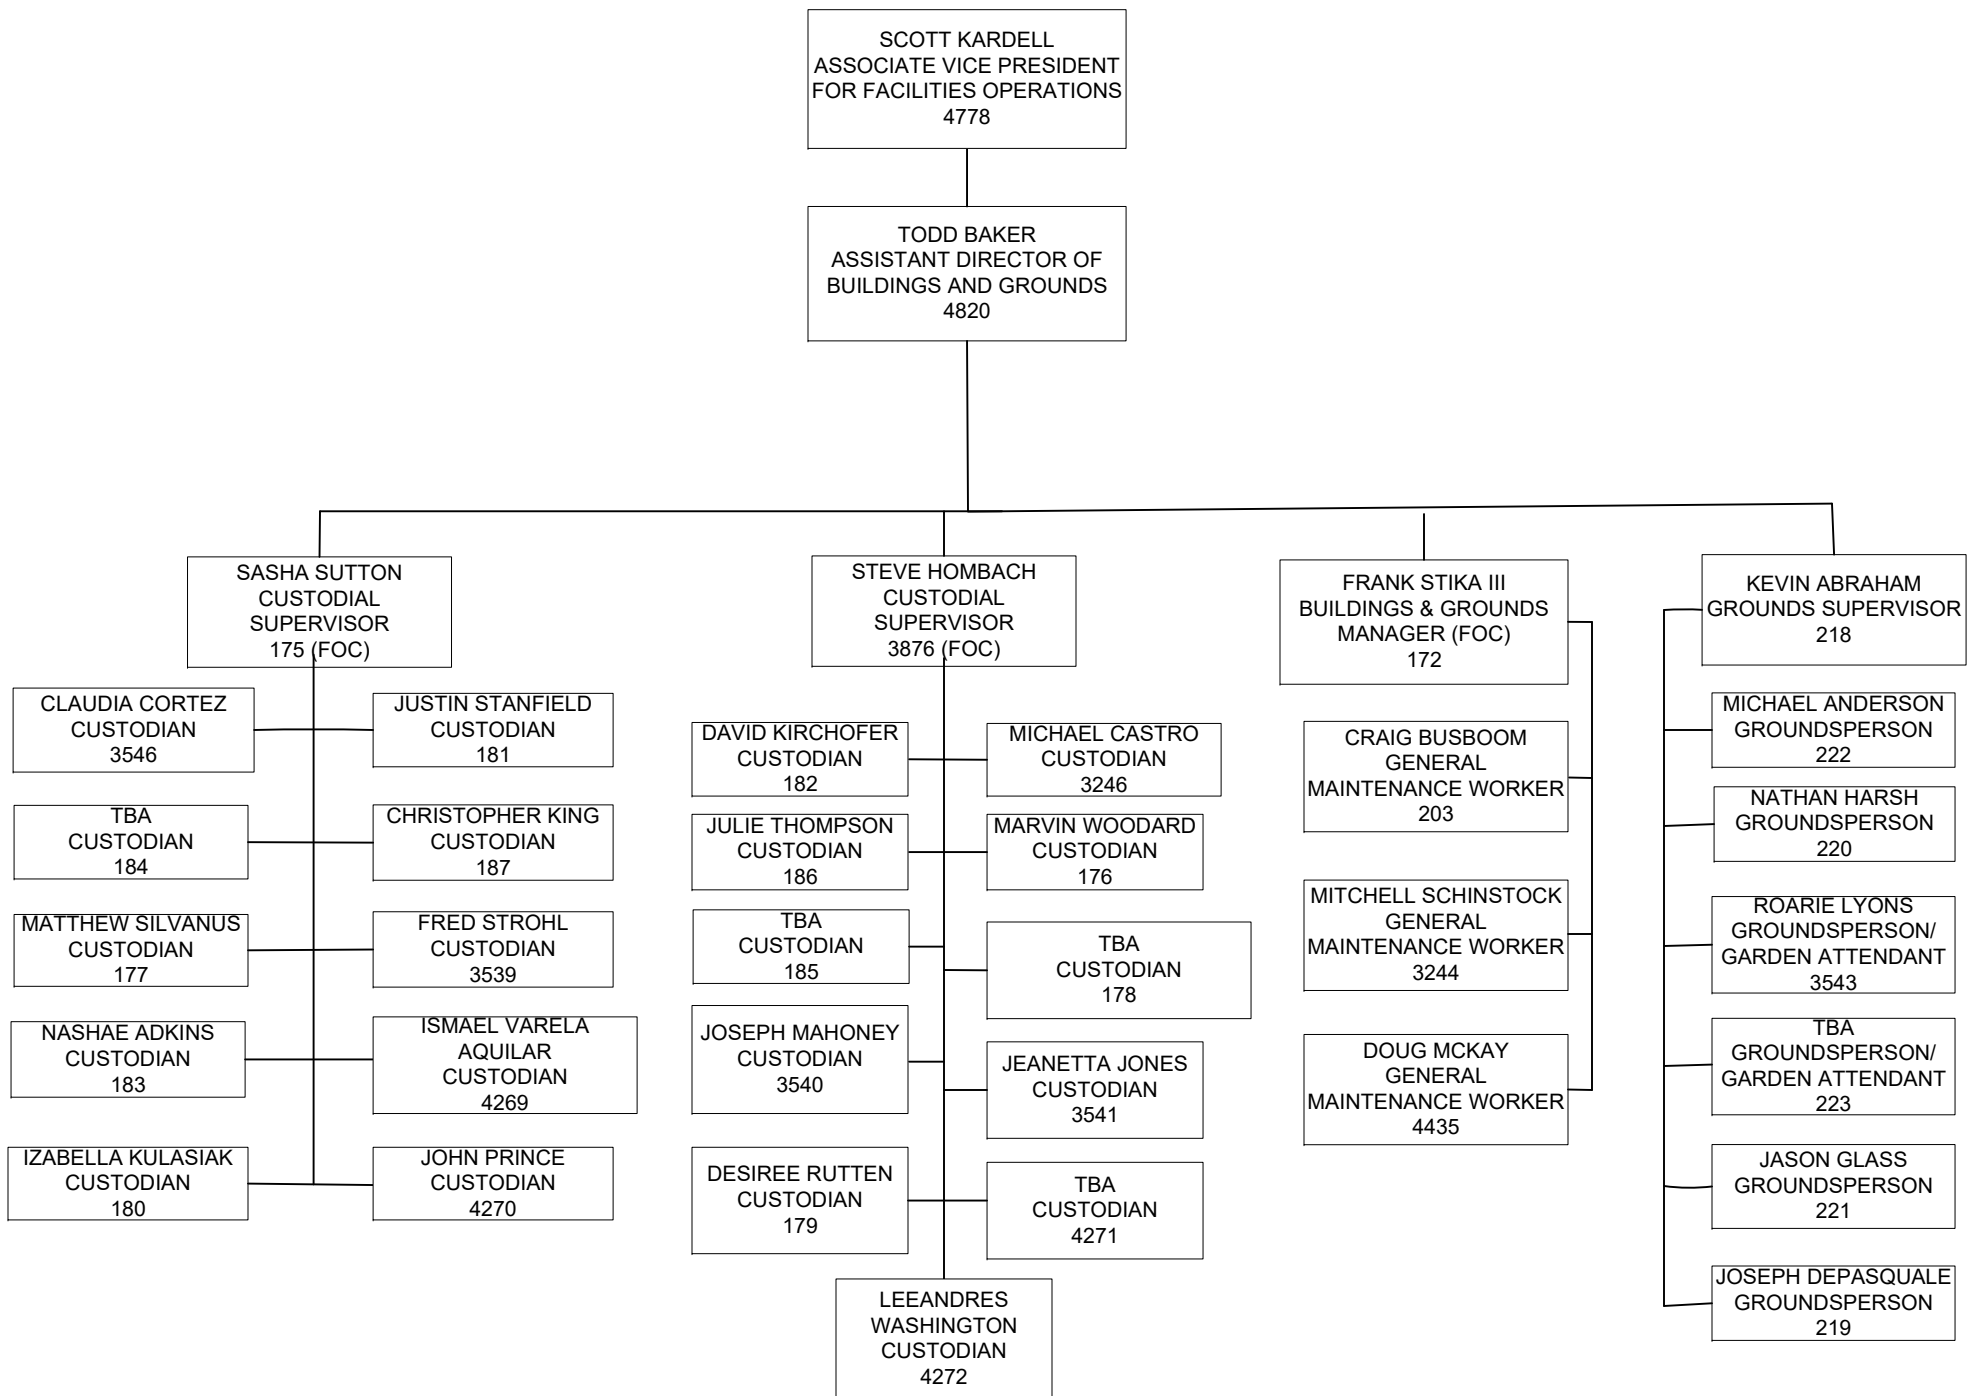 SCOTT KARDELL
ASSOCIATE VICE PRESIDENT
FOR FACILITIES OPERATIONS
4778
TODD BAKER
ASSISTANT DIRECTOR OF
BUILDINGS AND GROUNDS
4820
SASHA SUTTON
CUSTODIAL
SUPERVISOR
175 (FOC)
CLAUDIA CORTEZ
CUSTODIAN
3546
JUSTIN STANFIELD
CUSTODIAN
181
TBA
CUSTODIAN
184
CHRISTOPHER KING
CUSTODIAN
187
MATTHEW SILVANUS
CUSTODIAN
177
FRED STROHL
CUSTODIAN
3539
NASHAE ADKINS
CUSTODIAN
183
ISMAEL VARELA
AQUILAR
CUSTODIAN
4269
IZABELLA KULASIAK
CUSTODIAN
180
JOHN PRINCE
CUSTODIAN
4270
STEVE HOMBACH
CUSTODIAL
SUPERVISOR
3876 (FOC)
DAVID KIRCHOFER
CUSTODIAN
182
MICHAEL CASTRO
CUSTODIAN
3246
JULIE THOMPSON
CUSTODIAN
186
MARVIN WOODARD
CUSTODIAN
176
TBA
CUSTODIAN
185
TBA
CUSTODIAN
178
JOSEPH MAHONEY
CUSTODIAN
3540
JEANETTA JONES
CUSTODIAN
3541
DESIREE RUTTEN
CUSTODIAN
179
TBA
CUSTODIAN
4271
LEEANDRES
WASHINGTON
CUSTODIAN
4272
FRANK STIKA III
BUILDINGS & GROUNDS
MANAGER (FOC)
172
CRAIG BUSBOOM
GENERAL
MAINTENANCE WORKER
203
MITCHELL SCHINSTOCK
GENERAL
MAINTENANCE WORKER
3244
DOUG MCKAY
GENERAL
MAINTENANCE WORKER
4435
KEVIN ABRAHAM
GROUNDS SUPERVISOR
218
MICHAEL ANDERSON
GROUNDSPERSON
222
NATHAN HARSH
GROUNDSPERSON
220
ROARIE LYONS
GROUNDSPERSON/
GARDEN ATTENDANT
3543
TBA
GROUNDSPERSON/
GARDEN ATTENDANT
223
JASON GLASS
GROUNDSPERSON
221
JOSEPH DEPASQUALE
GROUNDSPERSON
219